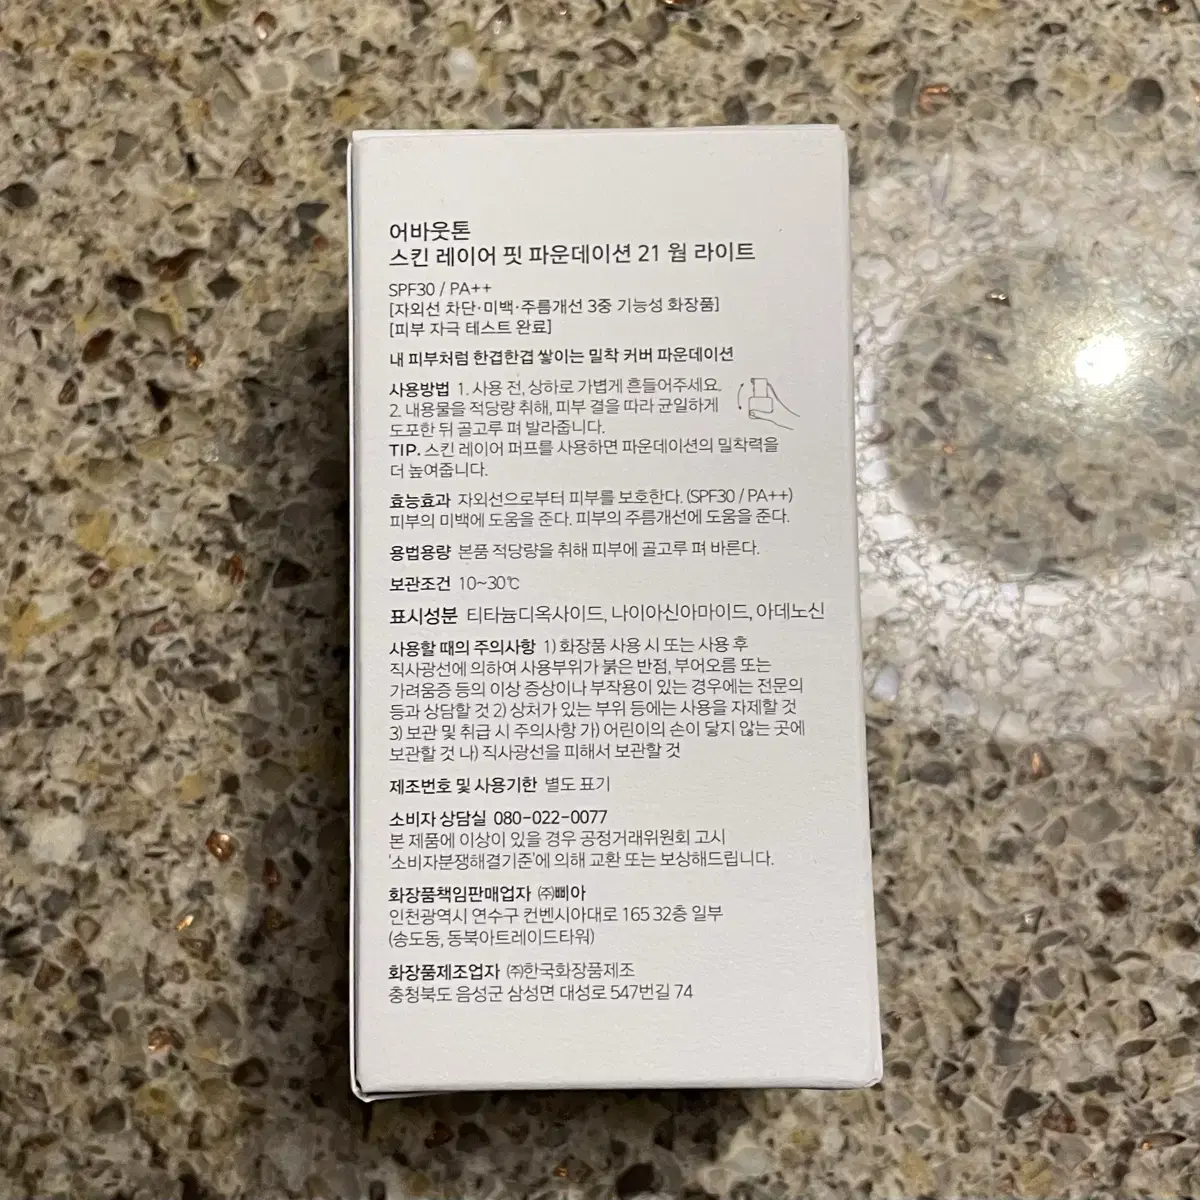 어바웃톤
스킨 레이어 핏 파운데이션 21 웜 라이트
SPF30 / PA++
[자외선 차단·미백·주름개선 3중 기능성 화장품]
[피부 자극 테스트 완료]
내 피부처럼 한겹한겹 쌓이는 밀착 커버 파운데이션
사용방법 1. 사용 전, 상하로 가볍게 흔들어주세요.
2. 내용물을 적당량 취해, 피부 결을 따라 균일하게
도포한 뒤 골고루 펴 발라줍니다.
TIP. 스킨 레이어 퍼프를 사용하면 파운데이션의 밀착력을
더 높여줍니다.
효능효과 자외선으로부터 피부를 보호한다. (SPF30 / PA++)
피부의 미백에 도움을 준다. 피부의 주름개선에 도움을 준다.
용법용량 본품 적당량을 취해 피부에 골고루 펴 바른다.
보관조건 10~30℃
표시성분 티타늄디옥사이드, 나이아신아마이드, 아데노신
사용할 때의 주의사항 1) 화장품 사용 시 또는 사용 후
직사광선에 의하여 사용부위가 붉은 반점, 부어오름 또는
가려움증 등의 이상 증상이나 부작용이 있는 경우에는 전문의
등과 상담할 것 2) 상처가 있는 부위 등에는 사용을 자제할 것
3) 보관 및 취급 시 주의사항 가) 어린이의 손이 닿지 않는 곳에
보관할 것 나) 직사광선을 피해서 보관할 것
제조번호 및 사용기한 별도 표기
소비자 상담실 080-022-0077
본 제품에 이상이 있을 경우 공정거래위원회 고시
'소비자분쟁해결기준'에 의해 교환 또는 보상해드립니다.
화장품책임판매업자 ㈜삐아
인천광역시 연수구 컨벤시아대로 165 32층 일부
(송도동, 동북아트레이드타워)
화장품제조업자 ㈜한국화장품제조
충청북도 음성군 삼성면 대성로 547번길 74